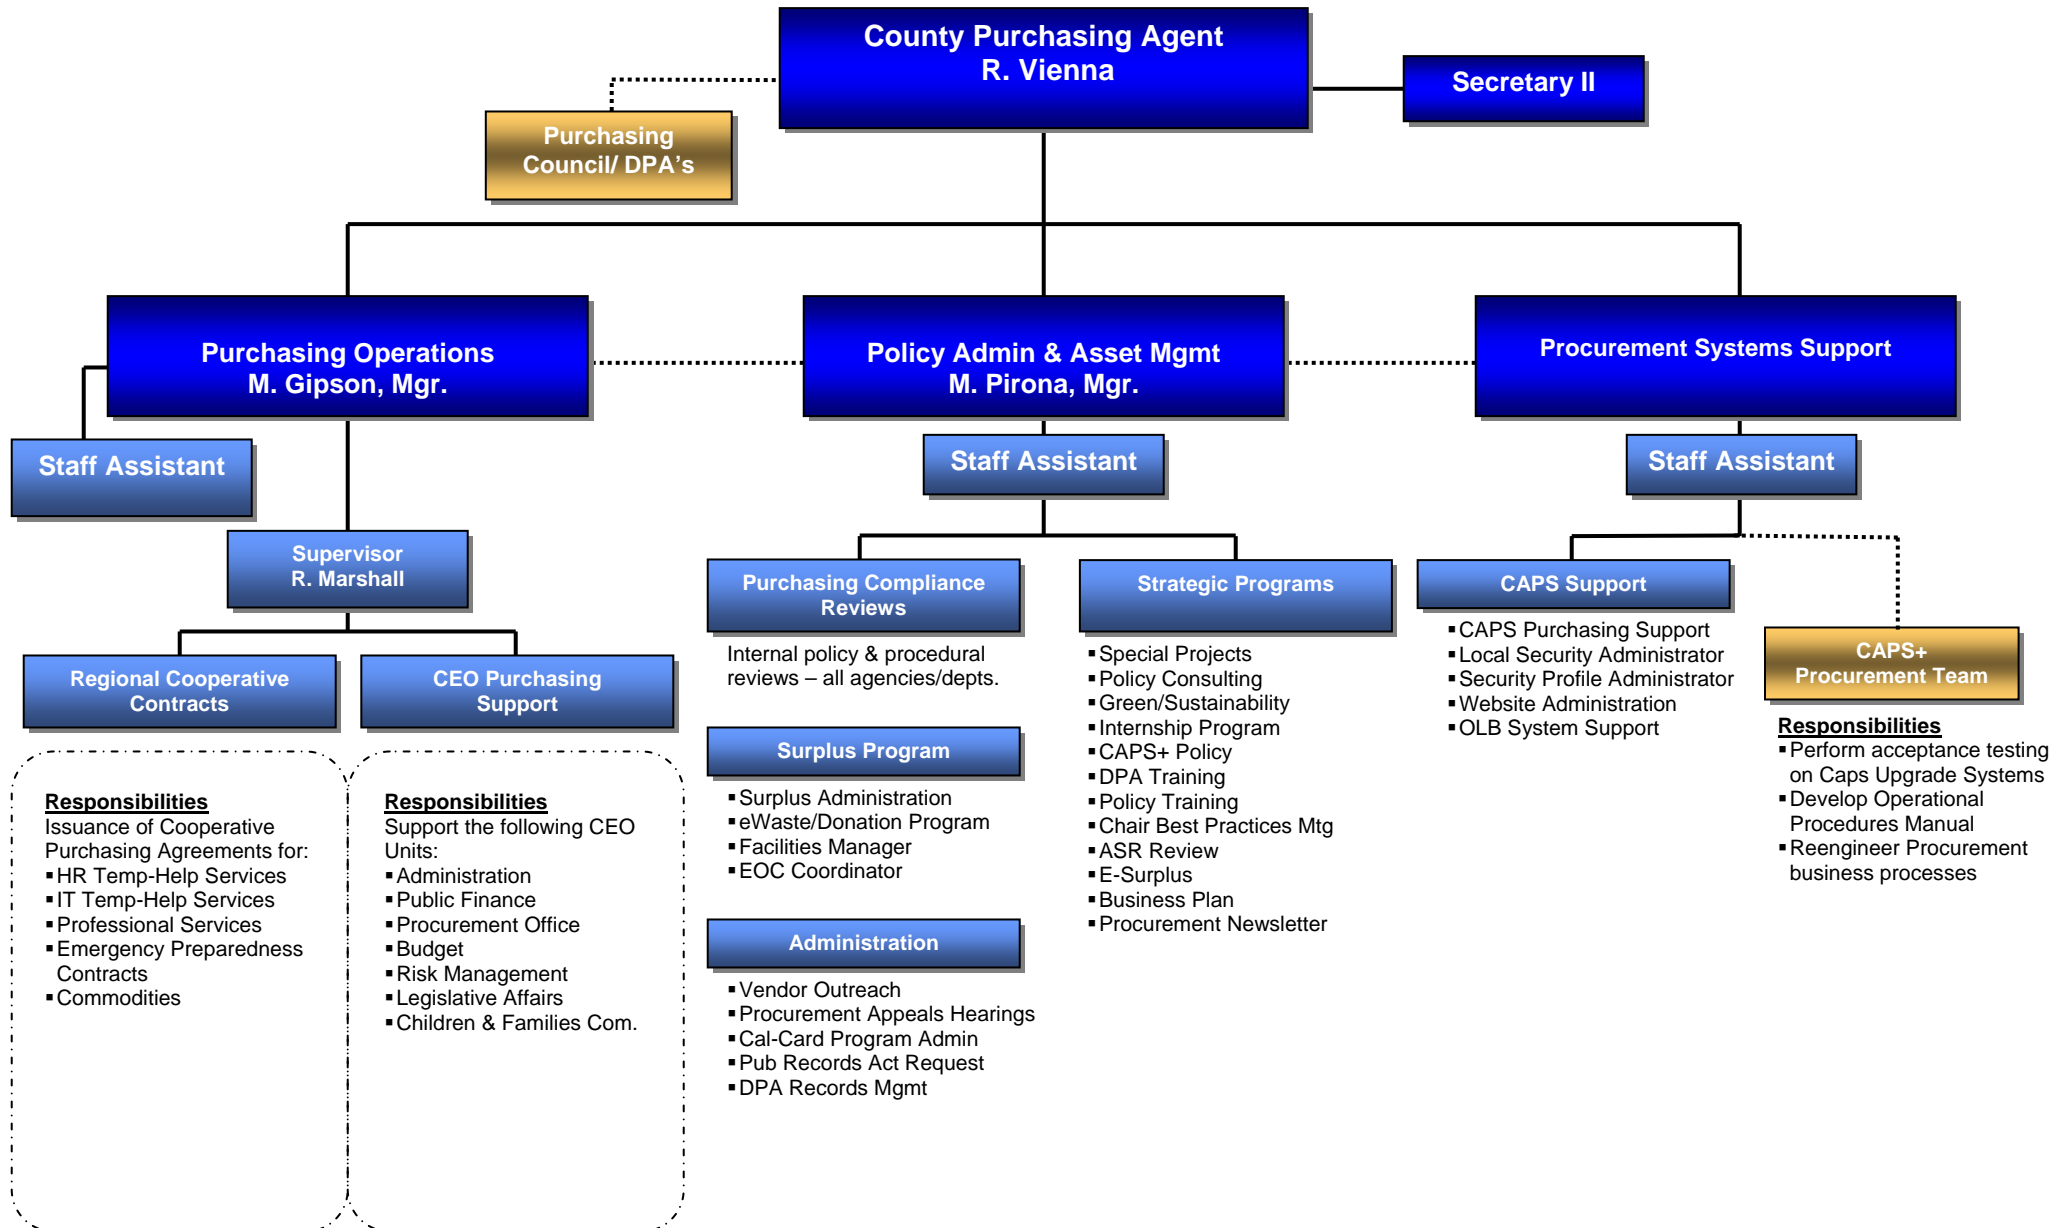 County Purchasing Agent
R. Vienna
Secretary II
Purchasing
Council/ DPA’s
Purchasing Operations
M. Gipson, Mgr.
Policy Admin & Asset Mgmt
M. Pirona, Mgr.
Procurement Systems Support
Staff Assistant
Staff Assistant
Staff Assistant
Supervisor
R. Marshall
Regional Cooperative
Contracts
Responsibilities
Issuance of Cooperative
Purchasing Agreements for:
▪HR Temp-Help Services
▪IT Temp-Help Services
▪Professional Services
▪Emergency Preparedness
Contracts
▪Commodities
CEO Purchasing
Support
Responsibilities
Support the following CEO
Units:
▪Administration
▪Public Finance
▪Procurement Office
▪Budget
▪Risk Management
▪Legislative Affairs
▪Children & Families Com.
Purchasing Compliance
Reviews
Internal policy & procedural
reviews – all agencies/depts.
Surplus Program
▪Surplus Administration
▪eWaste/Donation Program
▪Facilities Manager
▪EOC Coordinator
Administration
▪Vendor Outreach
▪Procurement Appeals Hearings
▪Cal-Card Program Admin
▪Pub Records Act Request
▪DPA Records Mgmt
Strategic Programs
▪Special Projects
▪Policy Consulting
▪Green/Sustainability
▪Internship Program
▪CAPS+ Policy
▪DPA Training
▪Policy Training
▪Chair Best Practices Mtg
▪ASR Review
▪E-Surplus
▪Business Plan
▪Procurement Newsletter
CAPS Support
▪CAPS Purchasing Support
▪Local Security Administrator
▪Security Profile Administrator
▪Website Administration
▪OLB System Support
CAPS+
Procurement Team
Responsibilities
▪Perform acceptance testing
on Caps Upgrade Systems
▪Develop Operational
Procedures Manual
▪Reengineer Procurement
business processes